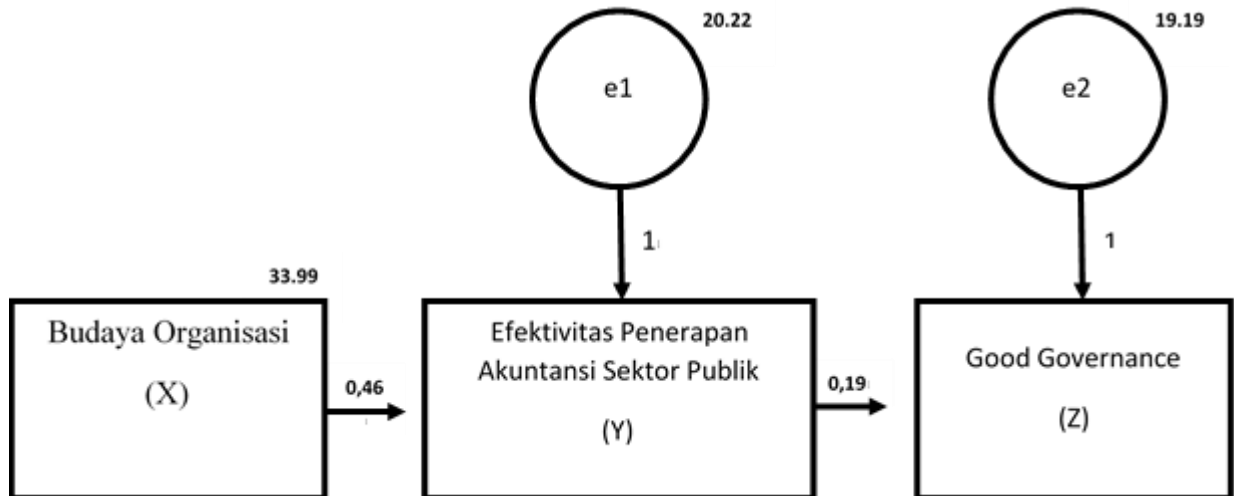 20.22
19.19
e1
e2
1
1
33.99
Budaya Organisasi
(X)
0,46
Efektivitas Penerapan
Akuntansi Sektor Publik
(Y)
0,19
Good Governance
(Z)